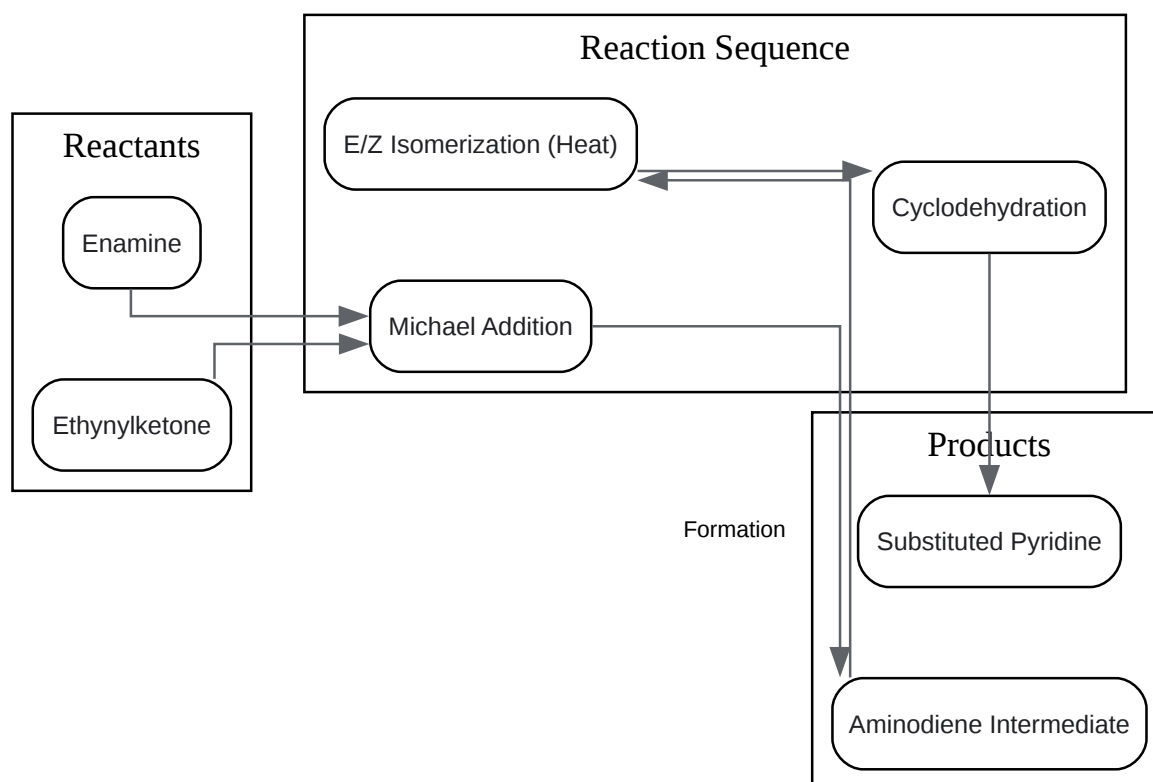 Reaction Sequence
Reactants
E/Z Isomerization (Heat)
Cyclodehydration
Enamine
Michael Addition
Ethynylketone
Products
Formation
Substituted Pyridine
Aminodiene Intermediate